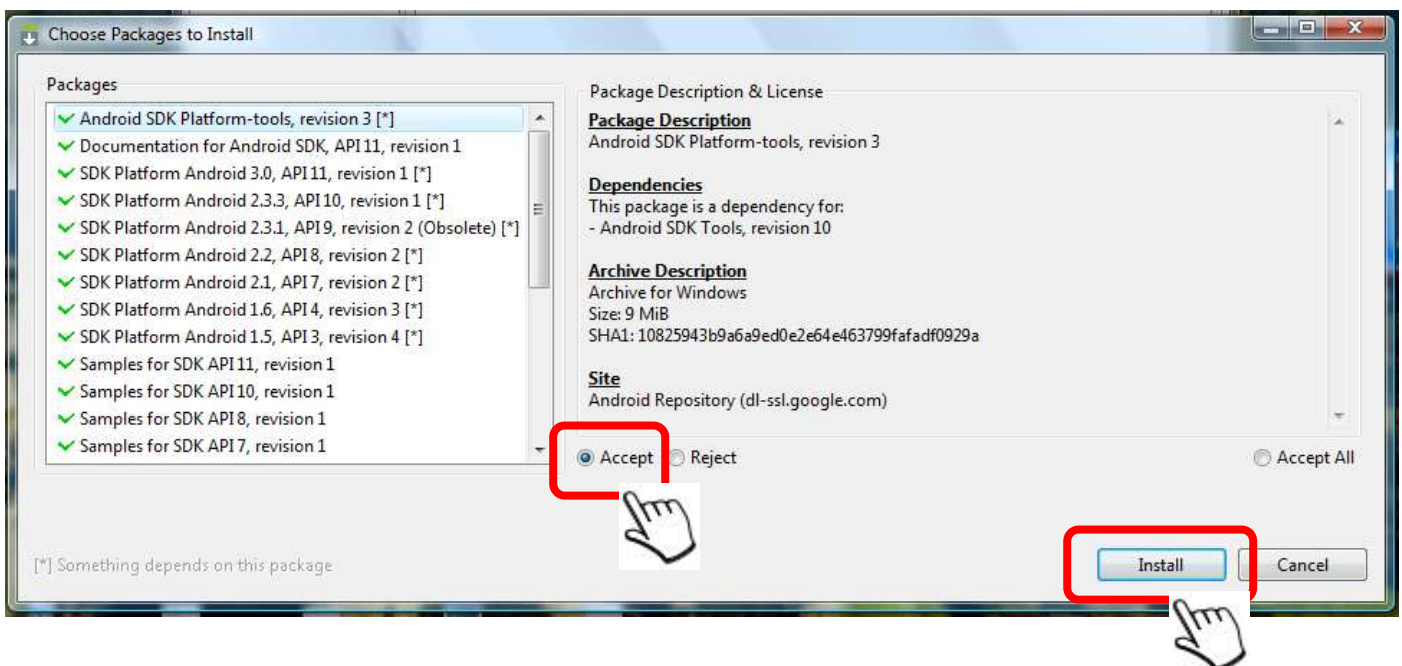 Choose Packages to Install
Packages
Android SDK Platform-tools, revision 3 [*]
Documentation for Android SDK, API 11, revision 1
SDK Platform Android 3.0, API 11, revision 1 [*]
SDK Platform Android 2.3.3, API 10, revision 1 [*]
SDK Platform Android 2.3.1, API 9, revision 2 (Obsolete) [*]
SDK Platform Android 2.2, API 8, revision 2 [*]
SDK Platform Android 2.1, API 7, revision 2 [*]
SDK Platform Android 1.6, API 4, revision 3 [*]
SDK Platform Android 1.5, API 3, revision 4 [*]
Samples for SDK API 11, revision 1
Samples for SDK API 10, revision 1
Samples for SDK API 8, revision 1
Samples for SDK API 7, revision 1
Package Description & License
Package Description
Android SDK Platform-tools, revision 3
Dependencies
This package is a dependency for:
- Android SDK Tools, revision 10
Archive Description
Archive for Windows
Size: 9 MiB
SHA1: 10825943b9a6a9ed0e2e64e463799fafadf0929a
Site
Android Repository (dl-ssl.google.com)
Accept Reject Accept All
[*] Something depends on this package
Install Cancel